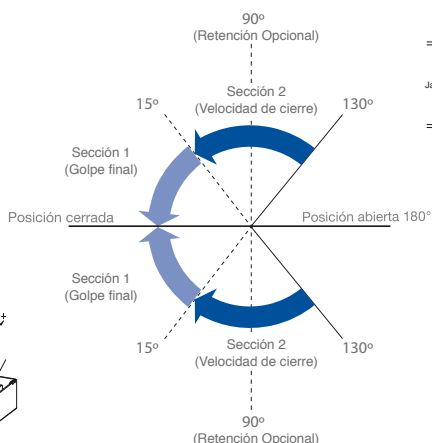 90º
(Retención Opcional)
Sección 2
(Velocidad de cierre)
15º
130º
Sección 1
(Golpe final)
Posición cerrada
Posición abierta 180°
Sección 1
(Golpe final)
15º
130º
Sección 2
(Velocidad de cierre)
90º
(Retención Opcional)